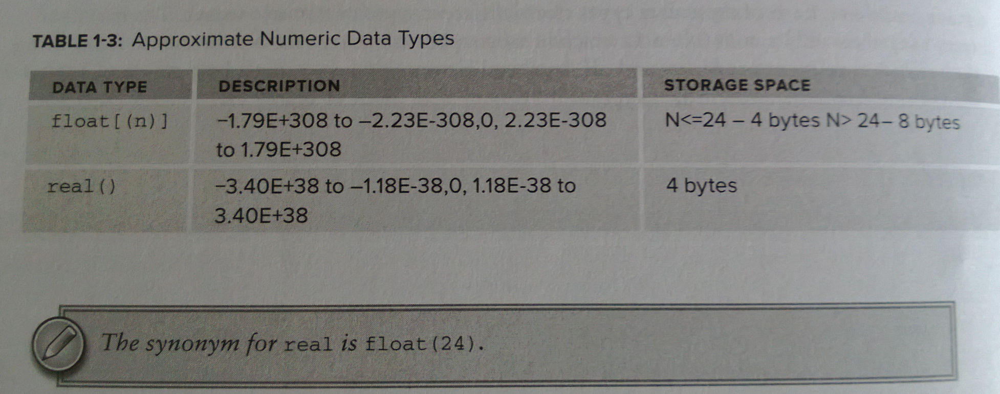 TABLE 1-3: Approximate Numeric Data Types
DATA TYPE DESCRIPTION STORAGE SPACE
float[(n)] −1.79E+308 to −2.23E-308,0, 2.23E-308 N<=24 – 4 bytes N> 24– 8 bytes
to 1.79E+308
real() −3.40E+38 to −1.18E-38,0, 1.18E-38 to 4 bytes
3.40E+38
The synonym for real is float(24).